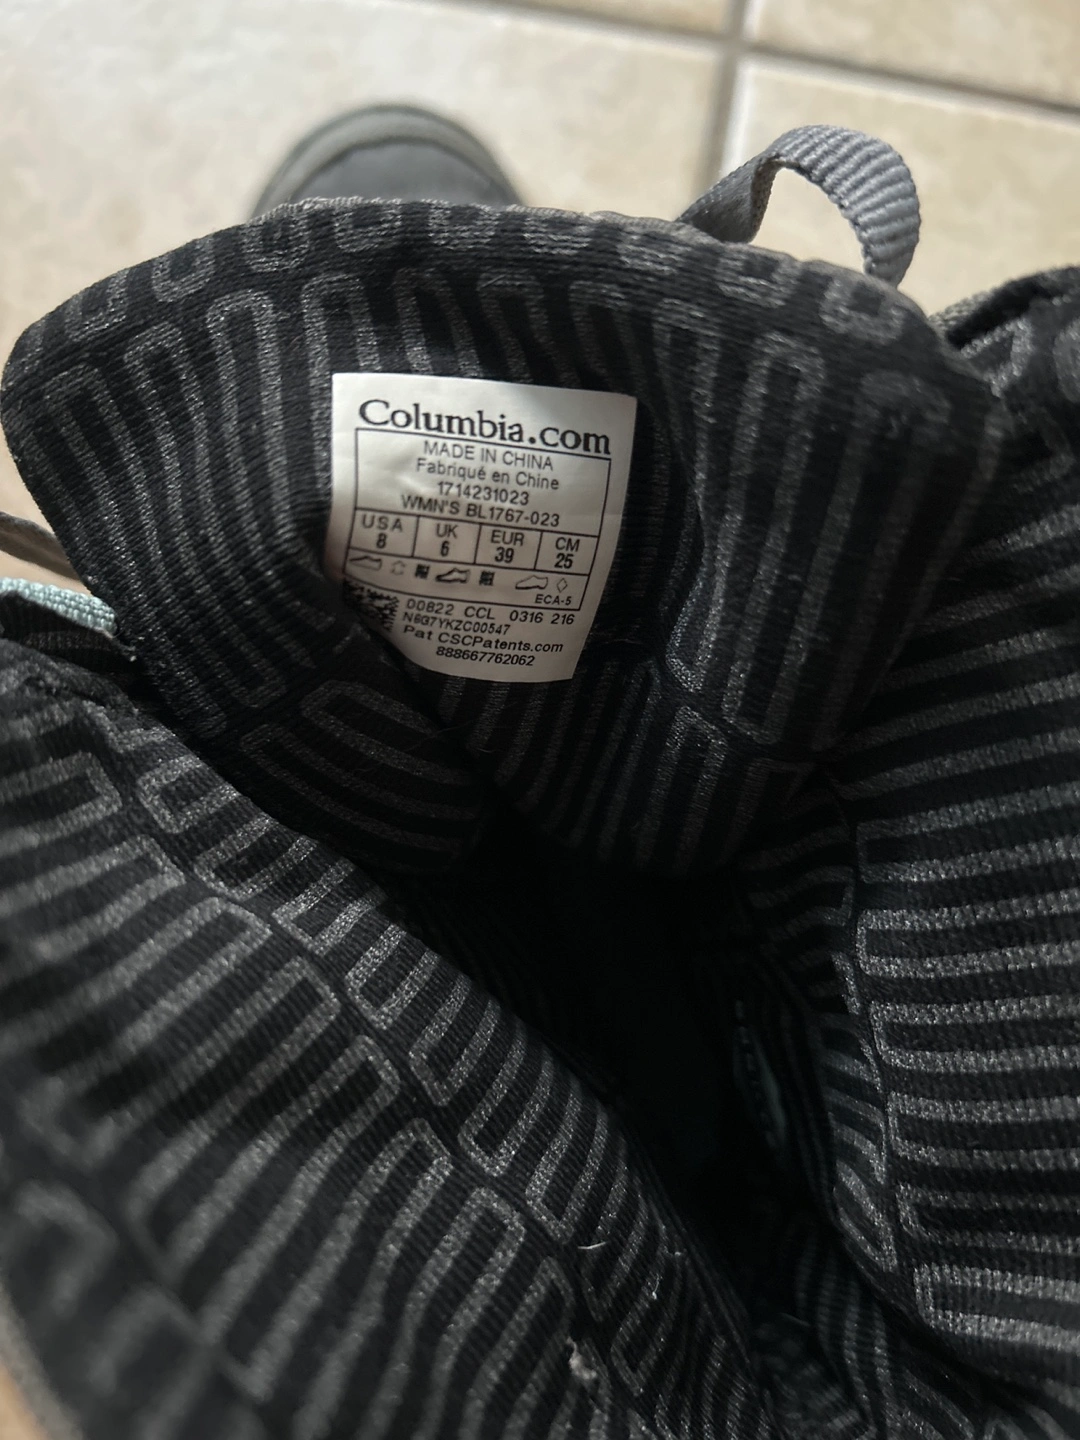 Columbia.com
MADE IN CHINA
Fabriqué en Chine
1714231023
WMN'S BL1767-023
USA UK EUR CM
8 6 39 25
ECA-5
00822 CCL 0316 216
N6G7YKZC00547
Pat CSCPatents.com
888667762062